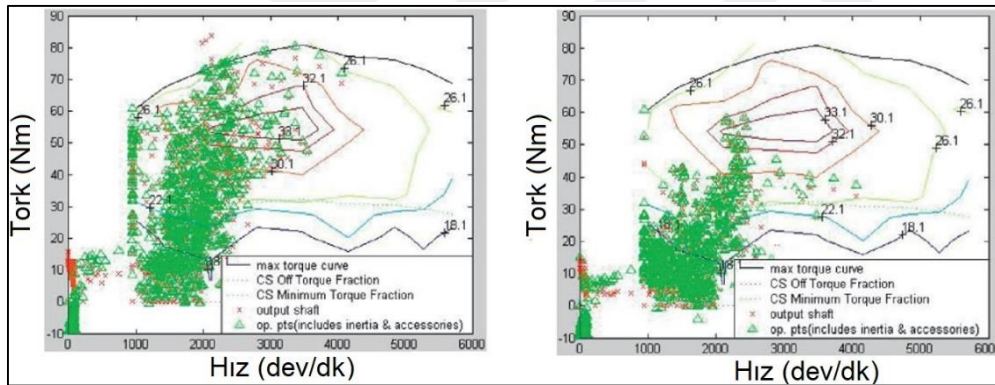 90
80
70
60
50
40
30
20
10
0
-10
Tork (Nm)
26.1
32.1
26.1
26.1
33.1
30.1
22.1
18.1
max torque curve
CS Off Torque Fraction
CS Minimum Torque Fraction
output shaft
op. pts(includes inertia & accessories)
0 1000 2000 3000 4000 5000 6000
Hız (dev/dk)
90
80
70
60
50
40
30
20
10
0
-10
Tork (Nm)
26.1
26.1
33.1
30.1
32.1
26.1
22.1
18.1
max torque curve
CS Off Torque Fraction
CS Minimum Torque Fraction
output shaft
op. pts(includes inertia & accessories)
0 1000 2000 3000 4000 5000 6000
Hız (dev/dk)